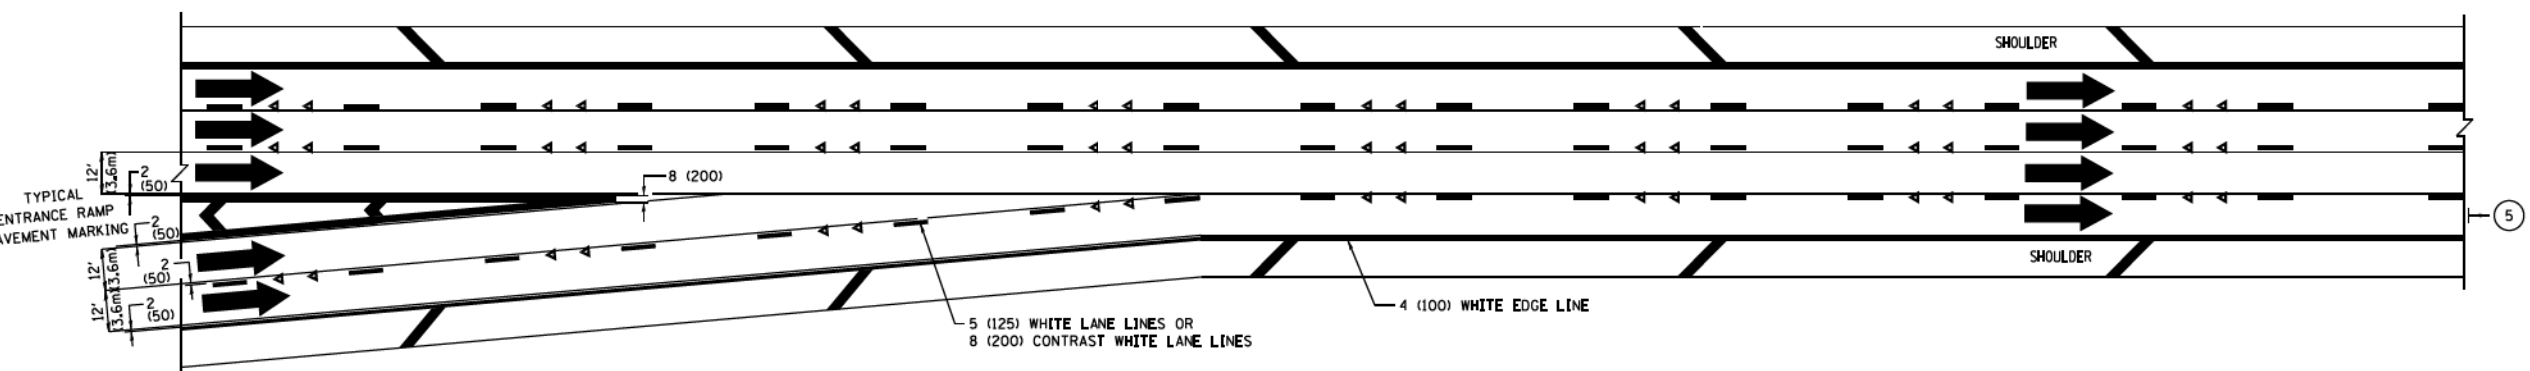 SHOULDER
12'
(3.6m)
2
(50)
8 (200)
TYPICAL
ENTRANCE RAMP
AVEMENT MARKING
2
(50)
12'
(3.6m)
2
(50)
12'
(3.6m)
2
(50)
5
SHOULDER
4 (100) WHITE EDGE LINE
5 (125) WHITE LANE LINES OR
8 (200) CONTRAST WHITE LANE LINES